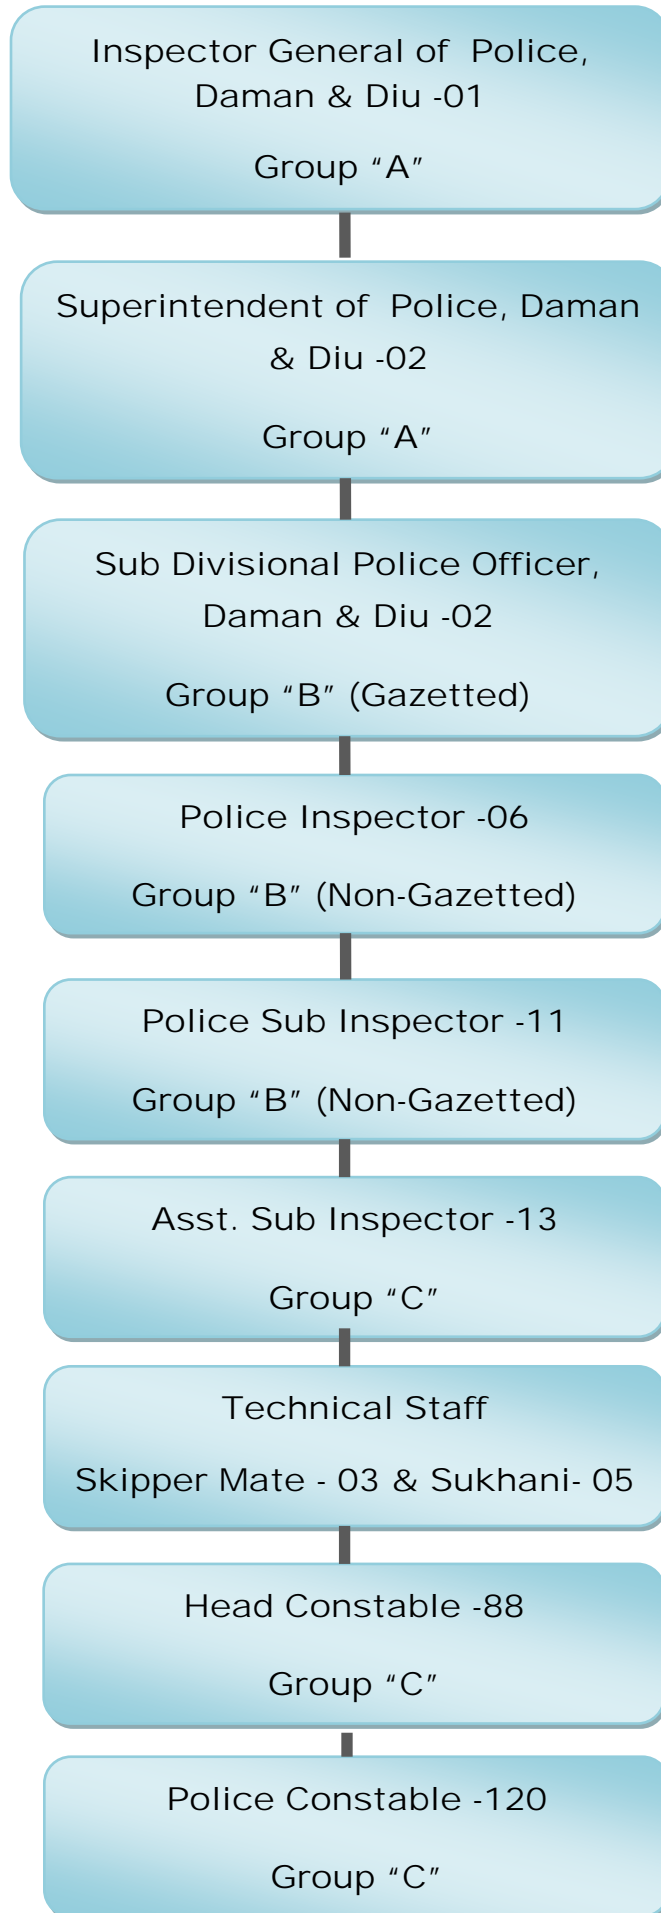 Inspector General of Police,
Daman & Diu -01
Group “A”
Superintendent of Police, Daman
& Diu -02
Group “A”
Sub Divisional Police Officer,
Daman & Diu -02
Group “B” (Gazetted)
Police Inspector -06
Group “B” (Non-Gazetted)
Police Sub Inspector -11
Group “B” (Non-Gazetted)
Asst. Sub Inspector -13
Group “C”
Technical Staff
Skipper Mate - 03 & Sukhani- 05
Head Constable -88
Group “C”
Police Constable -120
Group “C”